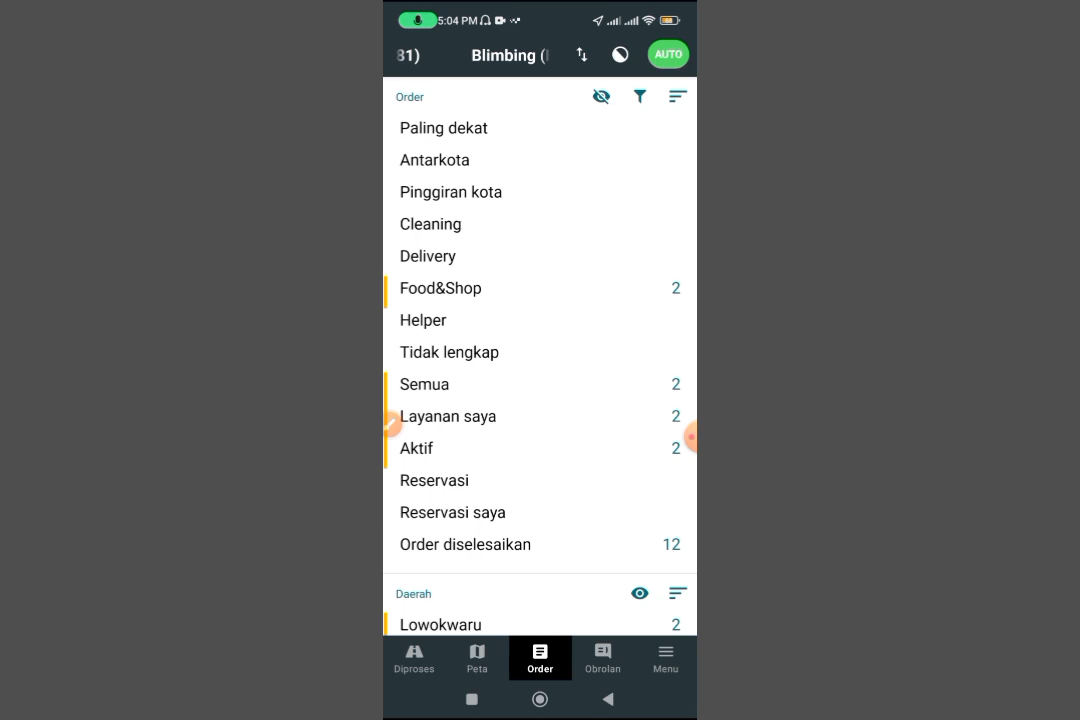 5:04 PM
81)
Blimbing (
AUTO
Order
Paling dekat
Antarkota
Pinggiran kota
Cleaning
Delivery
Food&Shop 2
Helper
Tidak lengkap
Semua 2
Layanan saya 2
Aktif 2
Reservasi
Reservasi saya
Order diselesaikan 12
Daerah
Lowokwaru 2
Diproses
Peta
Order
Obrolan
Menu